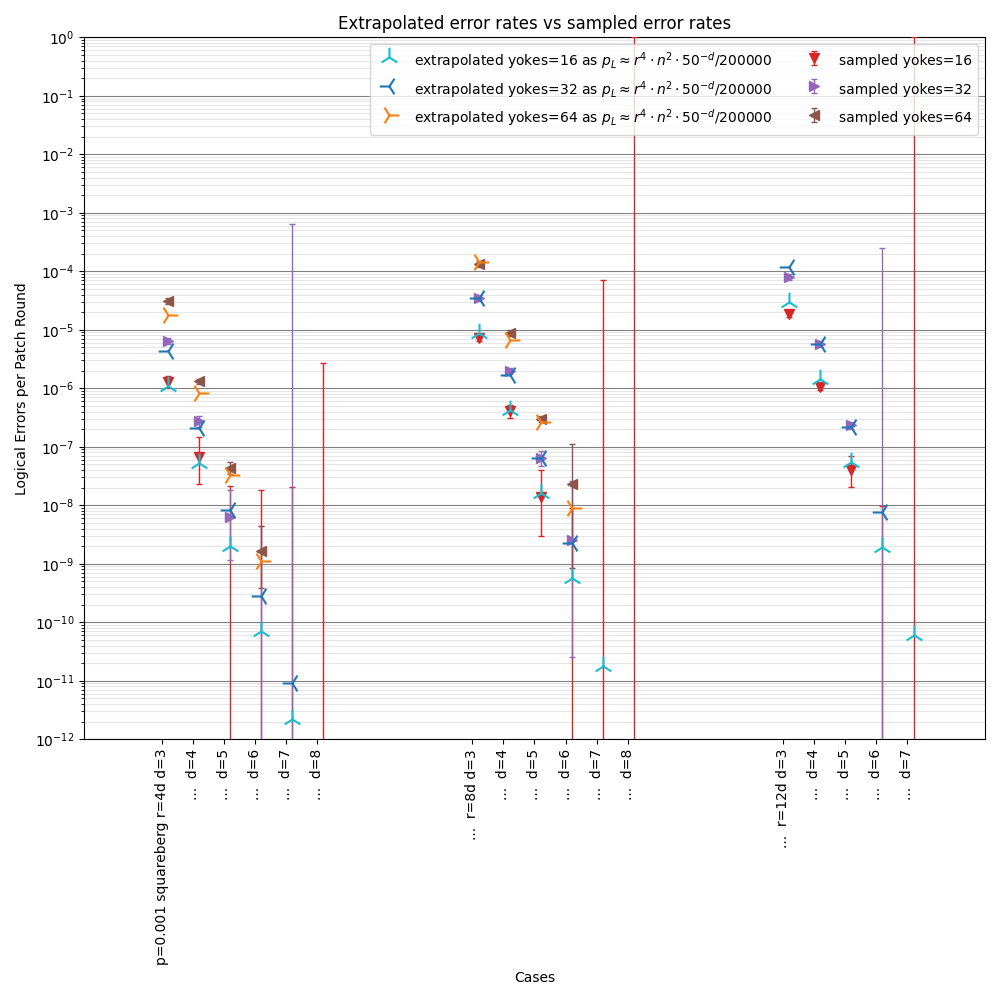 Extrapolated error rates vs sampled error rates
extrapolated yokes=16 as $p_L \approx r^4 \cdot n^2 \cdot 50^{-d}/200000$
extrapolated yokes=32 as $p_L \approx r^4 \cdot n^2 \cdot 50^{-d}/200000$
extrapolated yokes=64 as $p_L \approx r^4 \cdot n^2 \cdot 50^{-d}/200000$
sampled yokes=16
sampled yokes=32
sampled yokes=64
Logical Errors per Patch Round
10⁰
10⁻¹
10⁻²
10⁻³
10⁻⁴
10⁻⁵
10⁻⁶
10⁻⁷
10⁻⁸
10⁻⁹
10⁻¹⁰
10⁻¹¹
10⁻¹²
p=0.001 squareberg r=4d d=3
... d=4
... d=5
... d=6
... d=7
... d=8
... r=8d d=3
... d=4
... d=5
... d=6
... d=7
... d=8
... r=12d d=3
... d=4
... d=5
... d=6
... d=7
Cases